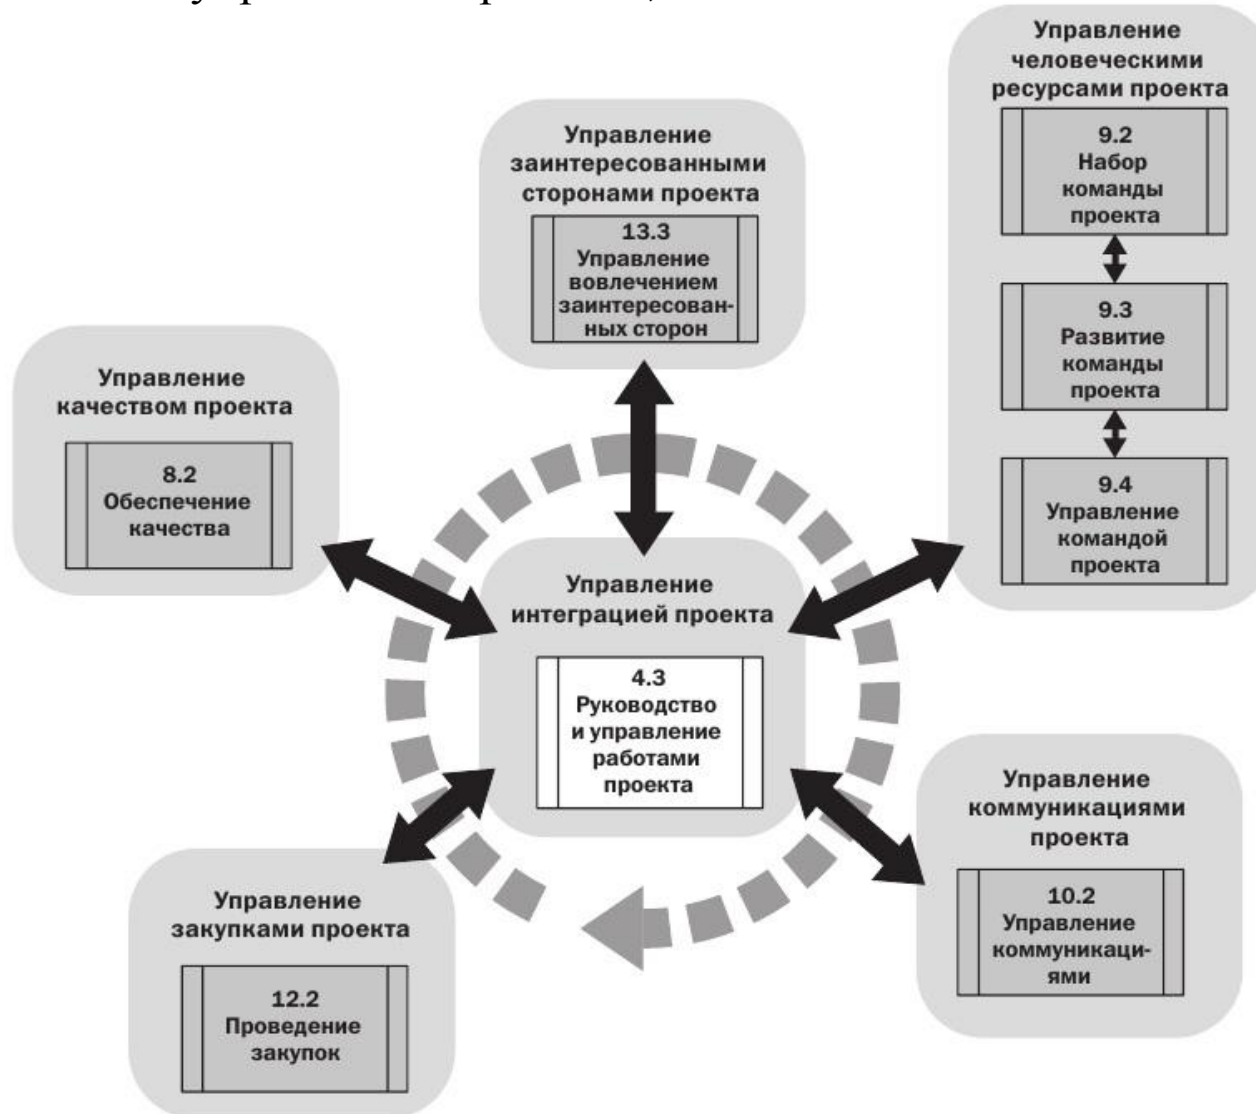 Управление
человеческими
ресурсами проекта
9.2
Набор
команды
проекта
9.3
Развитие
команды
проекта
9.4
Управление
командой
проекта
Управление
заинтересованными
сторонами проекта
13.3
Управление
вовлечением
заинтересован-
ных сторон
Управление
качеством проекта
8.2
Обеспечение
качества
Управление
интеграцией проекта
4.3
Руководство
и управление
работами
проекта
Управление
коммуникациями
проекта
10.2
Управление
коммуникаци-
ями
Управление
закупками проекта
12.2
Проведение
закупок